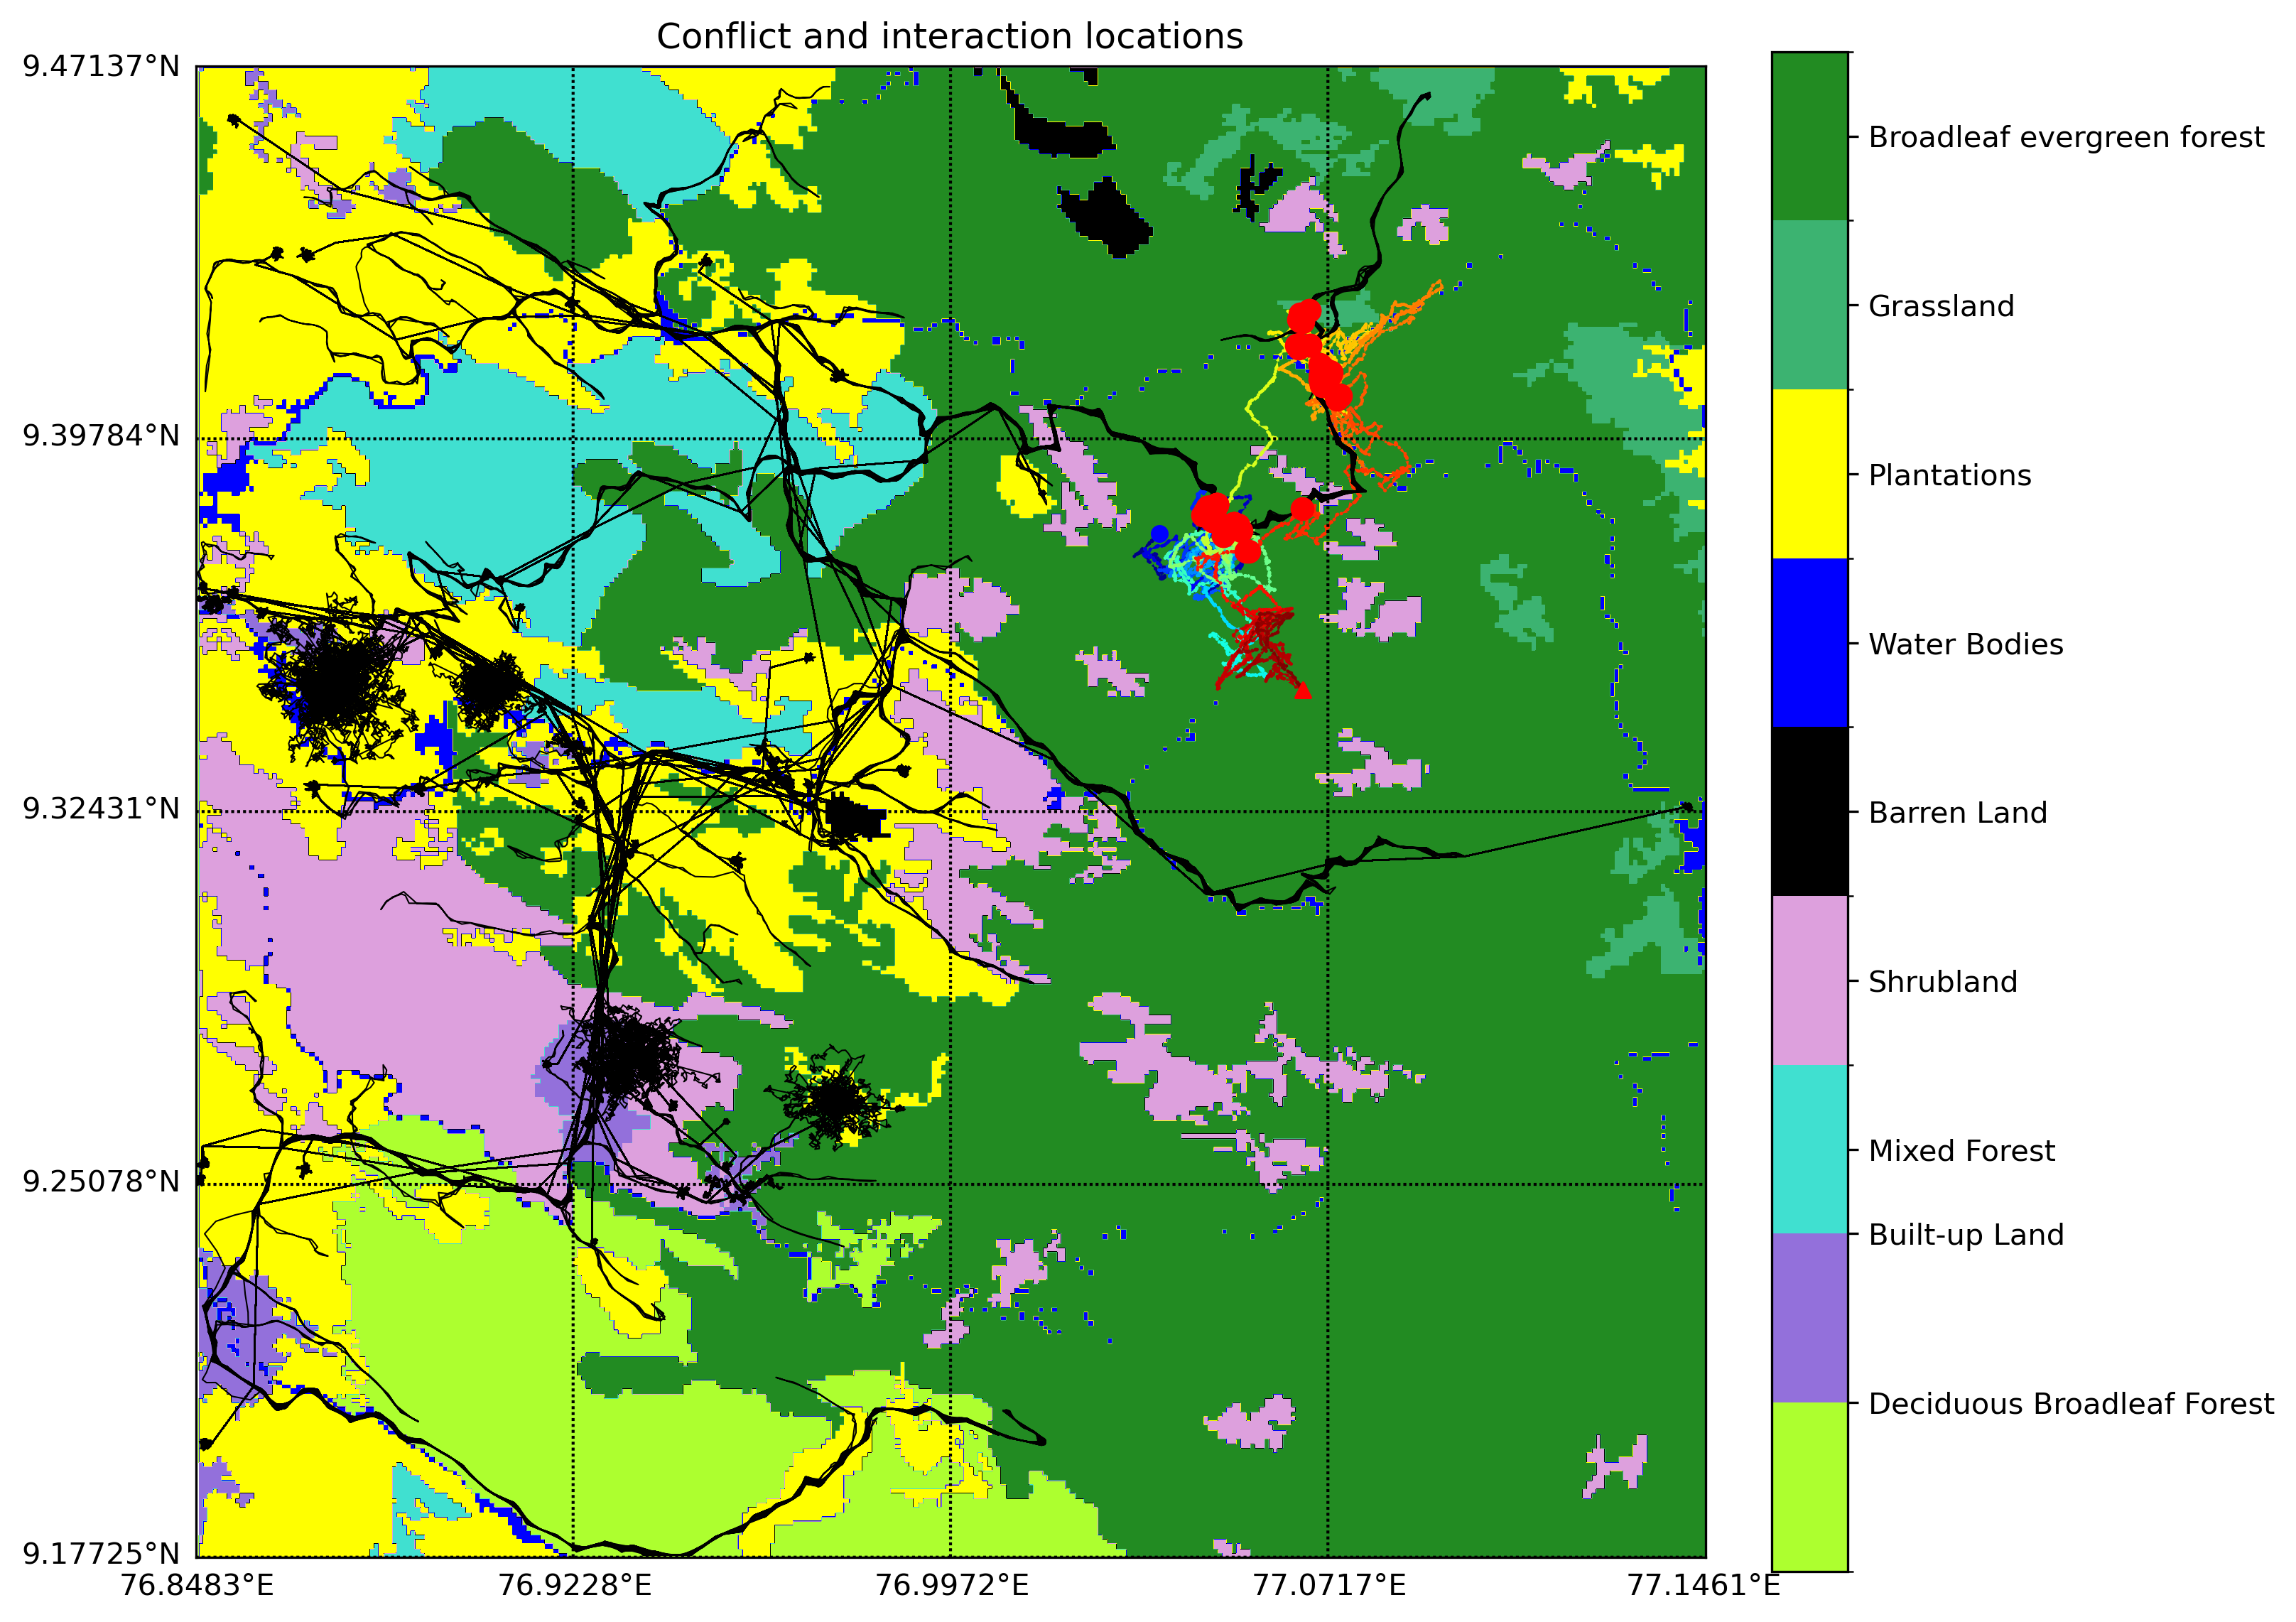 Conflict and interaction locations
9.47137°N
9.39784°N
9.32431°N
9.25078°N
9.17725°N
76.8483°E
76.9228°E
76.9972°E
77.0717°E
77.1461°E
Broadleaf evergreen forest
Grassland
Plantations
Water Bodies
Barren Land
Shrubland
Mixed Forest
Built-up Land
Deciduous Broadleaf Forest